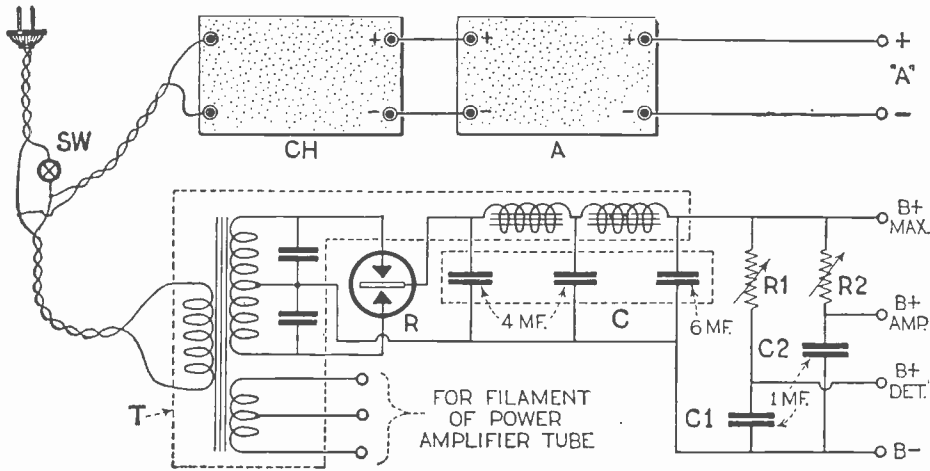 + + + +
"A"
- - - -
CH
A
SW
B+
MAX.
R1
R2
R
4 MF.
C
6 MF.
B+
AMP.
C2
B+
DET.
1 MF.
T
FOR FILAMENT
OF POWER
AMPLIFIER TUBE
C1
B-